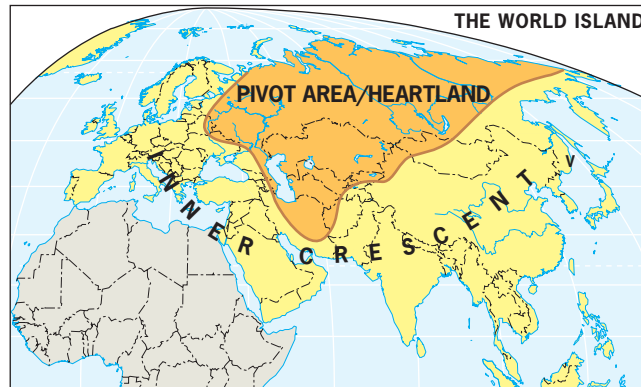 THE WORLD ISLAND
PIVOT AREA/HEARTLAND
INNER CRESCENT
V